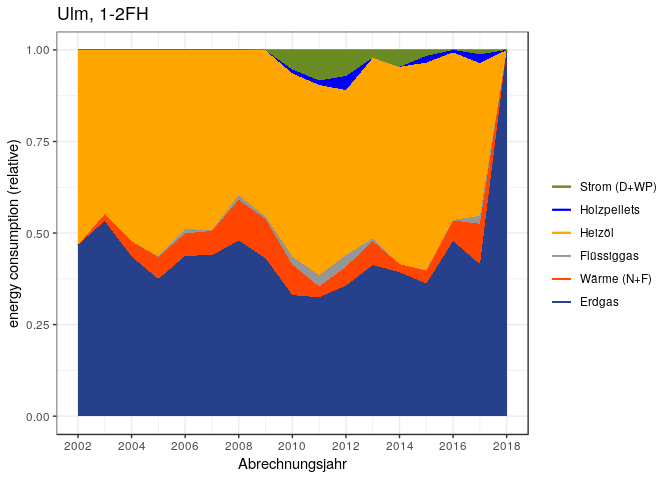 Ulm, 1-2FH
energy consumption (relative)
1.00
0.75
0.50
0.25
0.00
2002 2004 2006 2008 2010 2012 2014 2016 2018
Abrechnungsjahr
Strom (D+WP)
Holzpellets
Heizöl
Flüssiggas
Wärme (N+F)
Erdgas